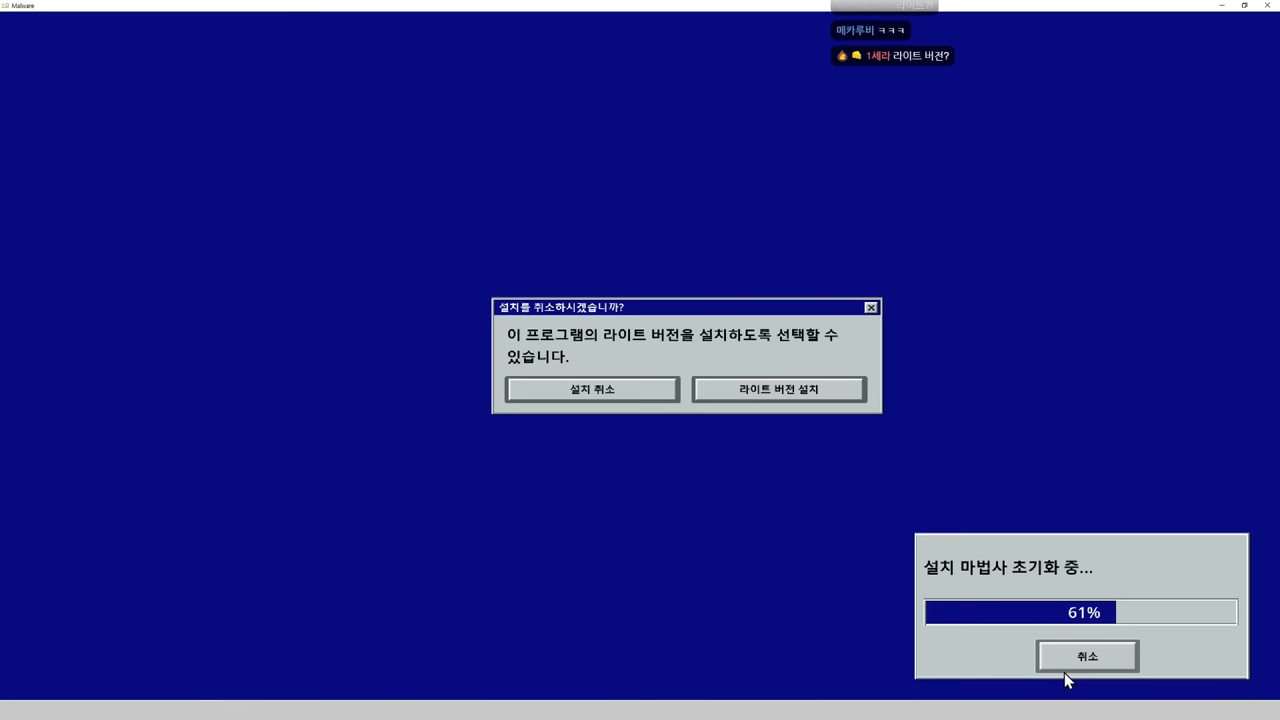 Malware
라이트?!
메카루비 ㅋㅋㅋ
1세라 라이트 버전?
설치를 취소하시겠습니까?
이 프로그램의 라이트 버전을 설치하도록 선택할 수
있습니다.
설치 취소
라이트 버전 설치
설치 마법사 초기화 중...
61%
취소